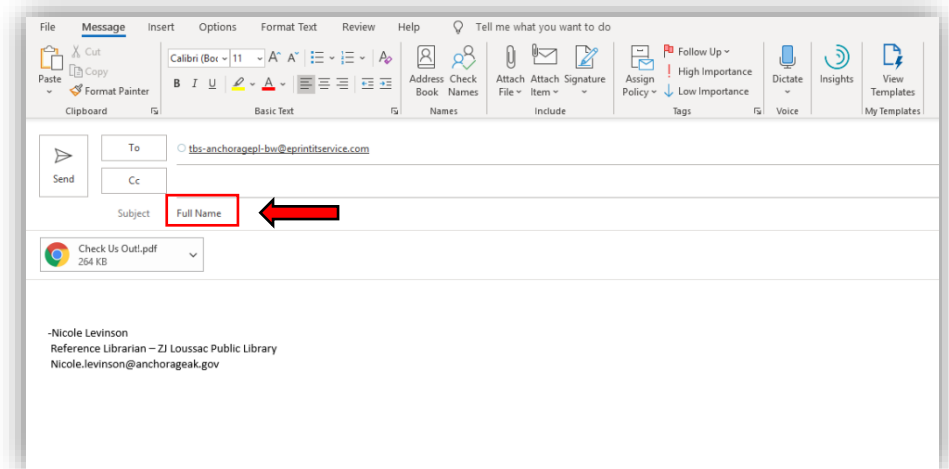 File Message Insert Options Format Text Review Help Tell me what you want to do
Cut
Copy
Format Painter
Paste
Clipboard
Calibri (Boc 11
B I U
Basic Text
Address Book
Check Names
Names
Attach File
Attach Item
Signature
Include
Assign Policy
Follow Up
High Importance
Low Importance
Tags
Dictate
Voice
Insights
View Templates
My Templates
Send
To tbs-anchoragepl-bw@eprintitservice.com
Cc
Subject Full Name
Check Us Out!.pdf
264 KB
-Nicole Levinson
Reference Librarian – ZJ Loussac Public Library
Nicole.levinson@anchorageak.gov